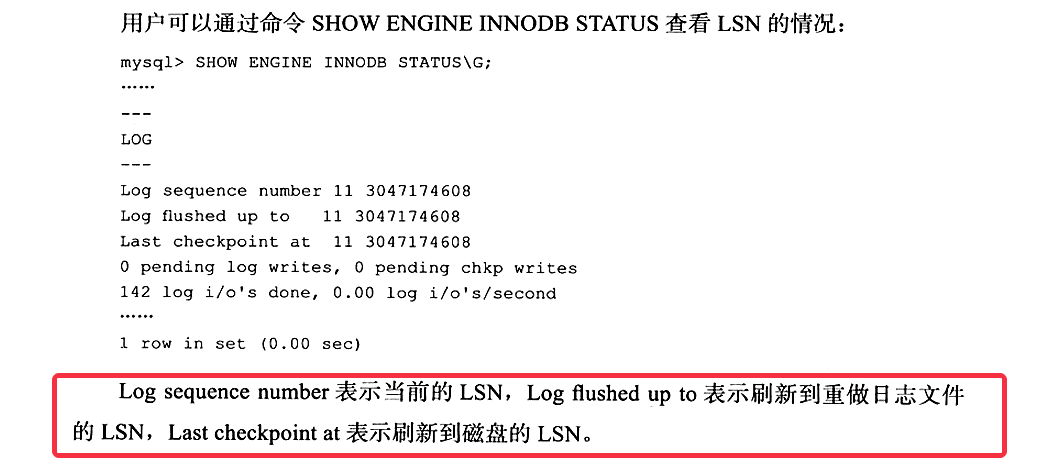 用户可以通过命令 SHOW ENGINE INNODB STATUS 查看 LSN 的情况：
mysql> SHOW ENGINE INNODB STATUS\G;
……
---
LOG
---
Log sequence number 11 3047174608
Log flushed up to   11 3047174608
Last checkpoint at  11 3047174608
0 pending log writes, 0 pending chkp writes
142 log i/o's done, 0.00 log i/o's/second
……
1 row in set (0.00 sec)
Log sequence number 表示当前的 LSN，Log flushed up to 表示刷新到重做日志文件
的 LSN，Last checkpoint at 表示刷新到磁盘的 LSN。